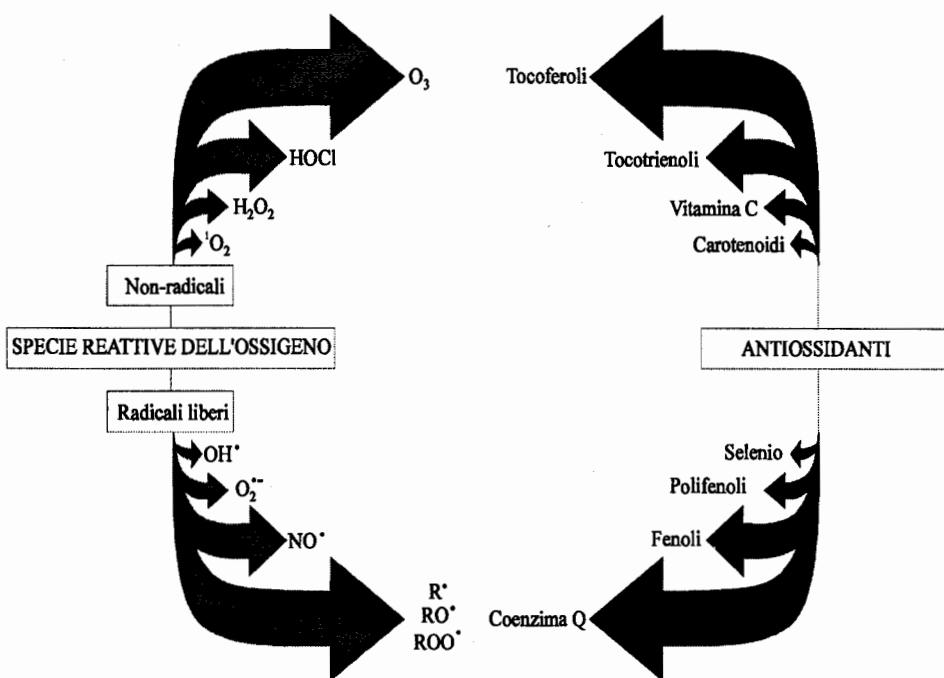 O₃
HOCl
H₂O₂
¹O₂
Non-radicali
SPECIE REATTIVE DELL'OSSIGENO
Radicali liberi
OH•
O₂•−
NO•
R•
RO•
ROO•
Tocoferoli
Tocotrienoli
Vitamina C
Carotenoidi
ANTIOSSIDANTI
Selenio
Polifenoli
Fenoli
Coenzima Q